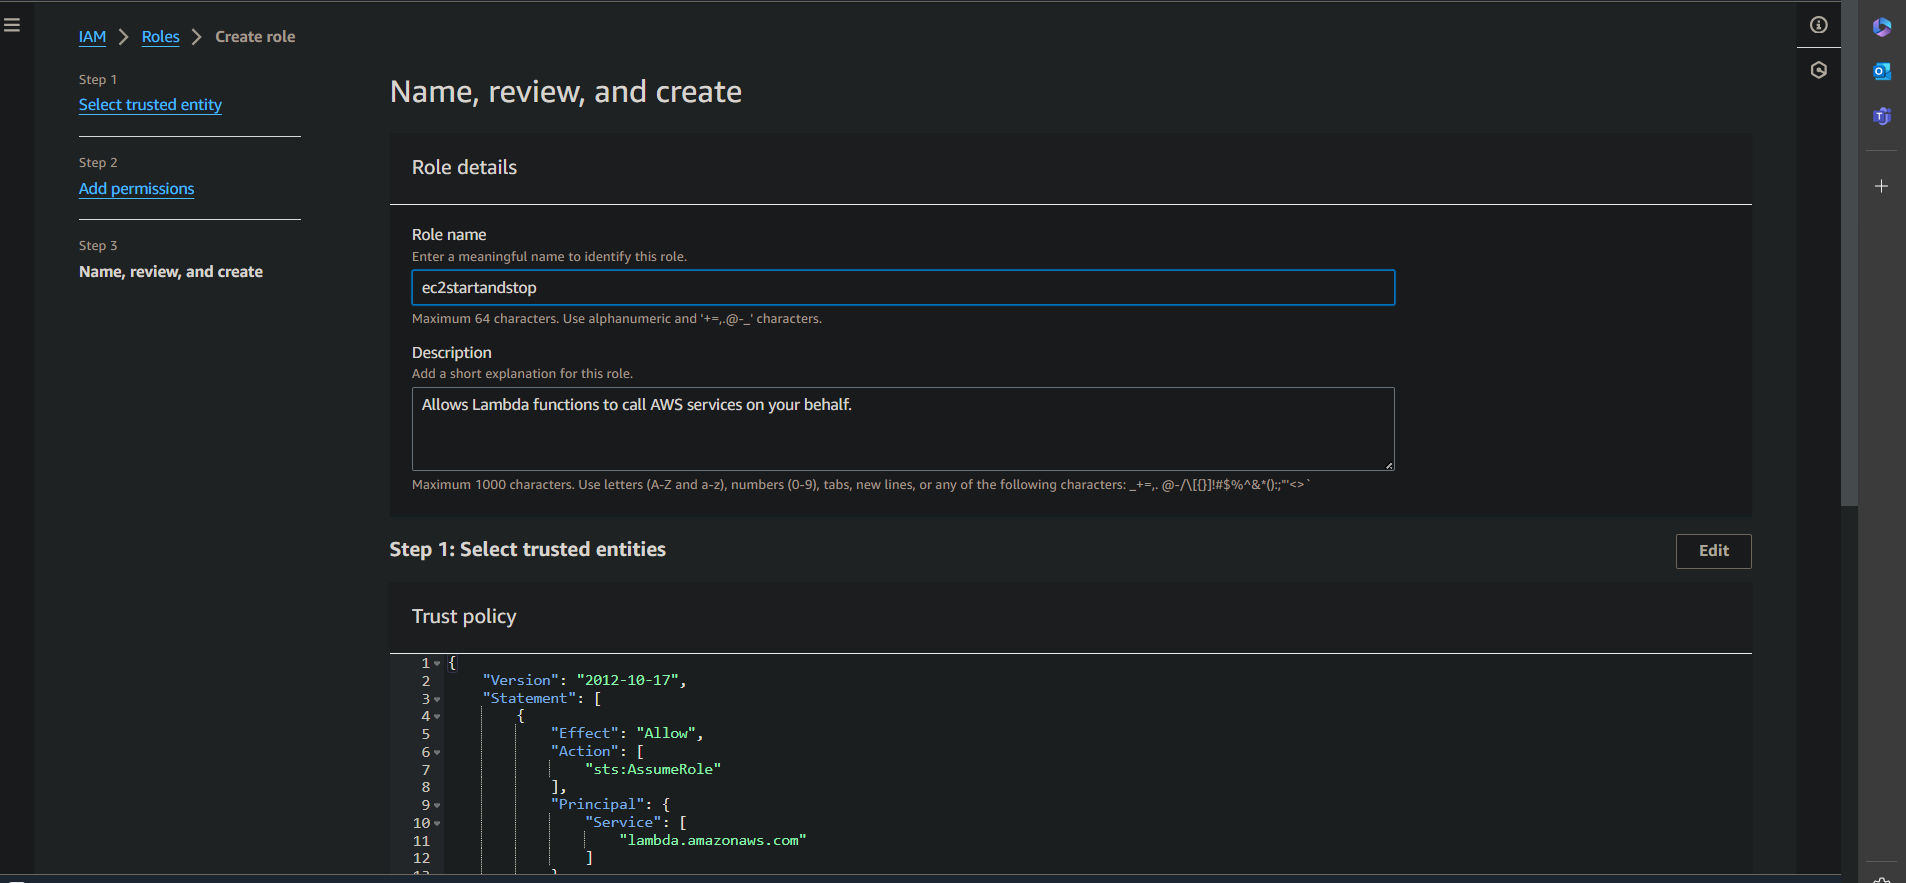 IAM > Roles > Create role
Step 1
Select trusted entity
Step 2
Add permissions
Step 3
Name, review, and create
Name, review, and create
Role details
Role name
Enter a meaningful name to identify this role.
ec2startandstop
Maximum 64 characters. Use alphanumeric and '+=,.@-_' characters.
Description
Add a short explanation for this role.
Allows Lambda functions to call AWS services on your behalf.
Maximum 1000 characters. Use letters (A-Z and a-z), numbers (0-9), tabs, new lines, or any of the following characters: _+=,. @-/\[{}]!#$%^&*();:"'<>`
Step 1: Select trusted entities
Edit
Trust policy
1 {
2     "Version": "2012-10-17",
3     "Statement": [
4         {
5             "Effect": "Allow",
6             "Action": [
7                 "sts:AssumeRole"
8             ],
9             "Principal": {
10                 "Service": [
11                     "lambda.amazonaws.com"
12                 ]